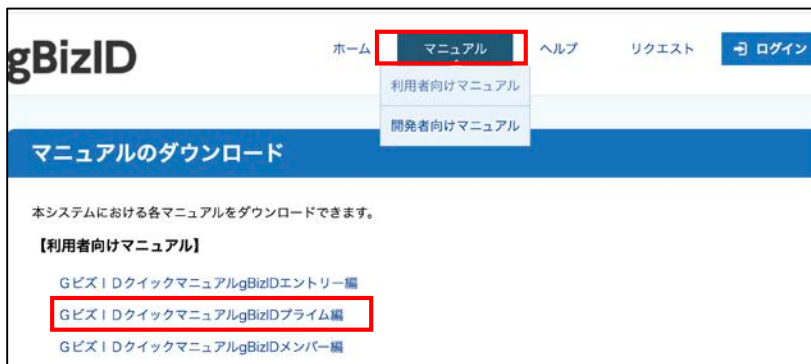 gBizID
ホーム マニュアル ヘルプ リクエスト ログイン
利用者向けマニュアル
開発者向けマニュアル
マニュアルのダウンロード
本システムにおける各マニュアルをダウンロードできます。
【利用者向けマニュアル】
GビズIDクイックマニュアルgBizIDエントリー編
GビズIDクイックマニュアルgBizIDプライム編
GビズIDクイックマニュアルgBizIDメンバー編